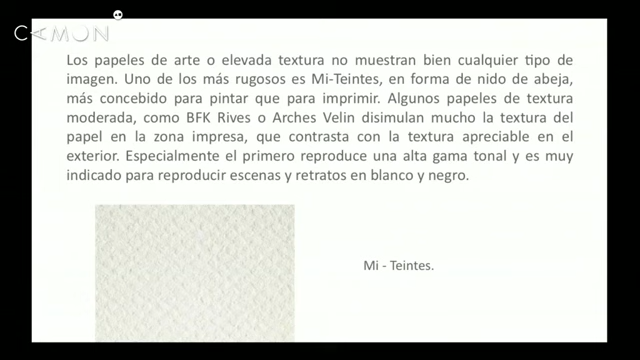 CAMON
Los papeles de arte o elevada textura no muestran bien cualquier tipo de
imagen. Uno de los más rugosos es Mi-Teintes, en forma de nido de abeja,
más concebido para pintar que para imprimir. Algunos papeles de textura
moderada, como BFK Rives o Arches Velin disimulan mucho la textura del
papel en la zona impresa, que contrasta con la textura apreciable en el
exterior. Especialmente el primero reproduce una alta gama tonal y es muy
indicado para reproducir escenas y retratos en blanco y negro.
Mi - Teintes.